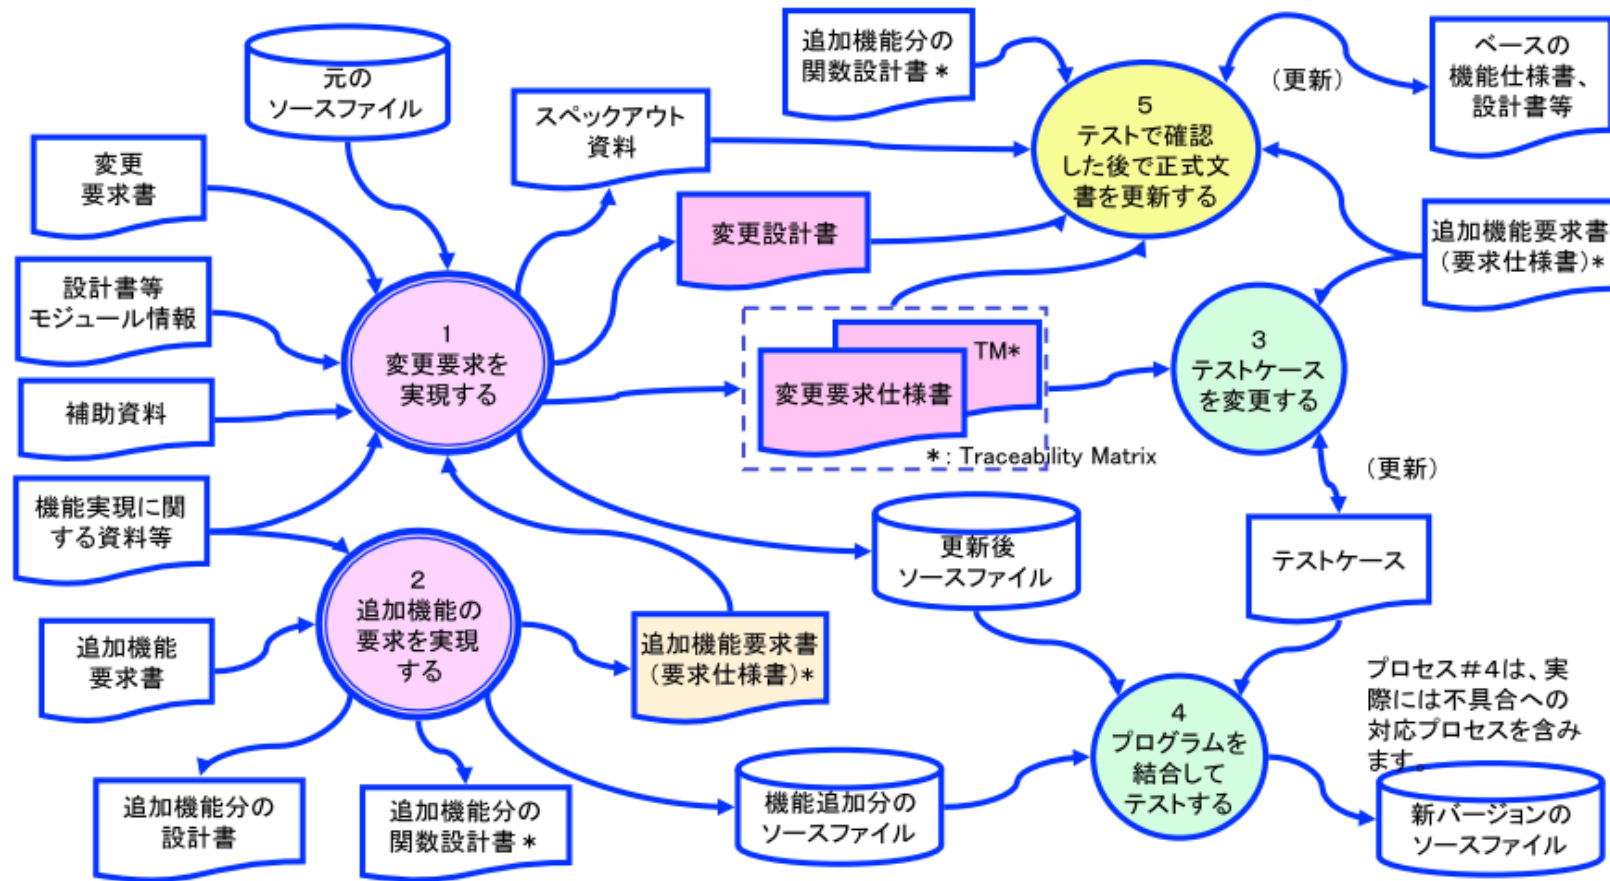 元の
ソースファイル
変更
要求書
設計書等
モジュール情報
補助資料
機能実現に関
する資料等
追加機能
要求書
1
変更要求を
実現する
2
追加機能の
要求を実現
する
スペックアウト
資料
変更設計書
TM*
変更要求仕様書
*: Traceability Matrix
追加機能分の
関数設計書*
5
テストで確認
した後で正式文
書を更新する
(更新)
ベースの
機能仕様書、
設計書等
追加機能要求書
(要求仕様書)*
3
テストケース
を変更する
(更新)
テストケース
更新後
ソースファイル
追加機能要求書
(要求仕様書)*
追加機能分の
設計書
追加機能分の
関数設計書*
機能追加分の
ソースファイル
4
プログラムを
結合して
テストする
プロセス#4は、実
際には不具合への
対応プロセスを含み
ます。
新バージョンの
ソースファイル